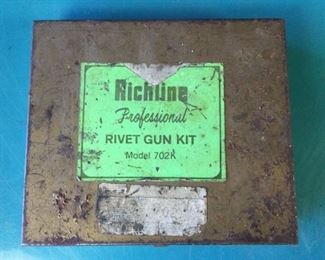 Richline
Professional
RIVET GUN KIT
Model 702K